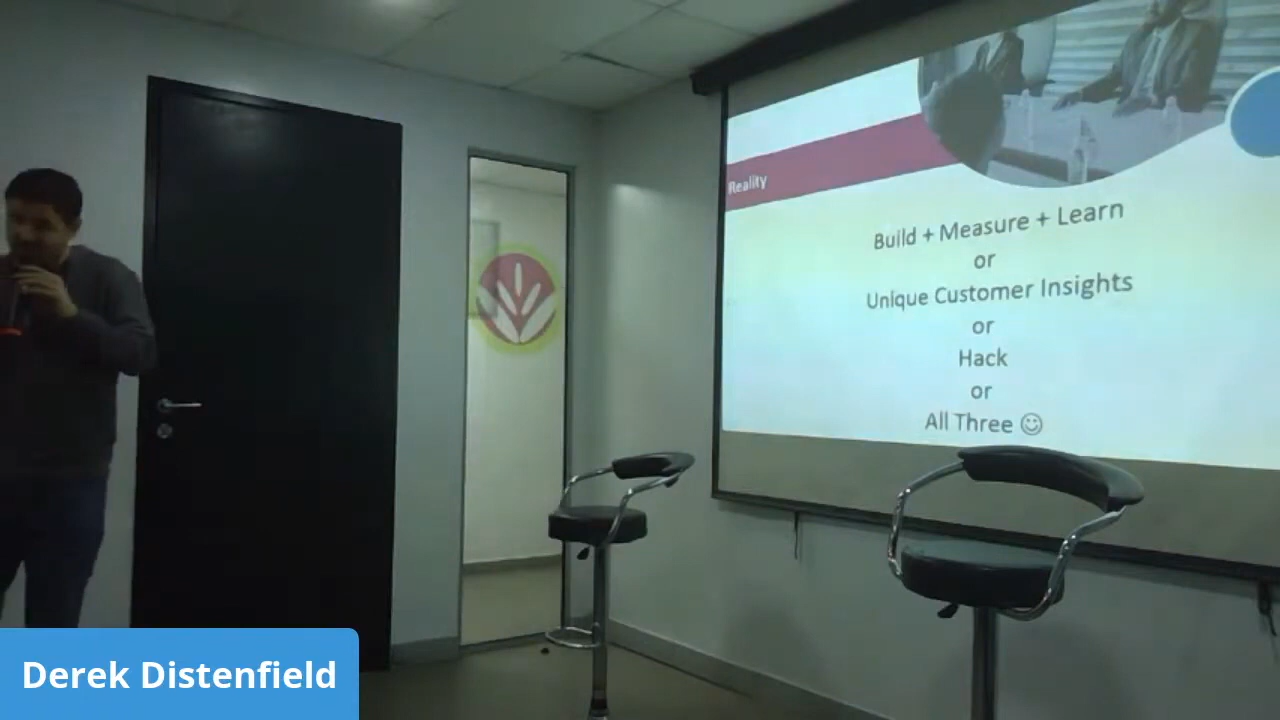 Reality
Build + Measure + Learn
or
Unique Customer Insights
or
Hack
or
All Three ☺
Derek Distenfield